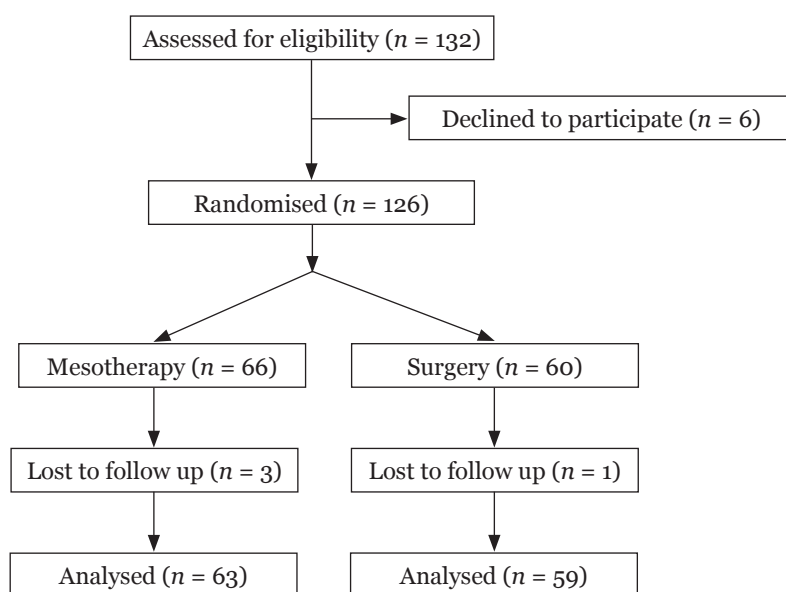 Assessed for eligibility (n = 132)
Declined to participate (n = 6)
Randomised (n = 126)
Mesotherapy (n = 66)
Surgery (n = 60)
Lost to follow up (n = 3)
Lost to follow up (n = 1)
Analysed (n = 63)
Analysed (n = 59)